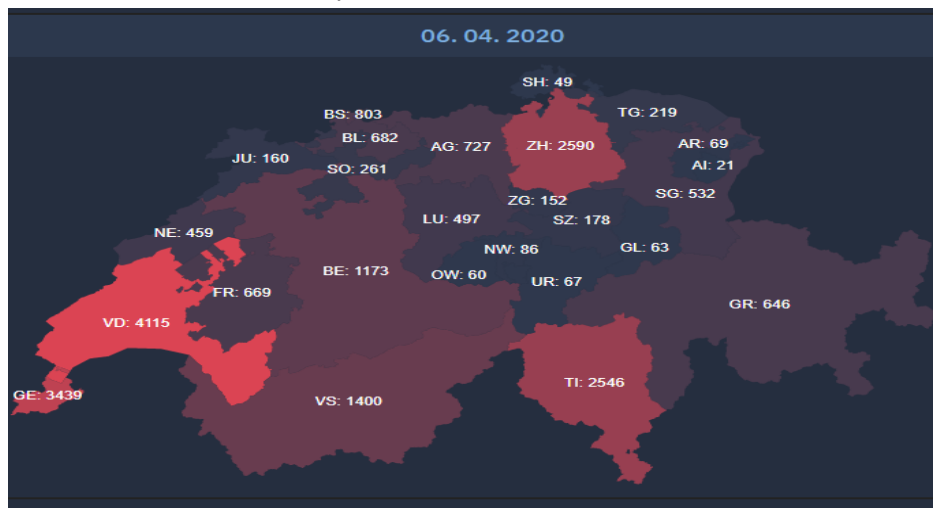 06. 04. 2020
SH: 49
BS: 803
TG: 219
BL: 682
AG: 727
ZH: 2590
AR: 69
JU: 160
SO: 261
AI: 21
ZG: 152
SG: 532
NE: 459
LU: 497
SZ: 178
NW: 86
GL: 63
BE: 1173
OW: 60
UR: 67
FR: 669
GR: 646
VD: 4115
GE: 3439
VS: 1400
TI: 2546